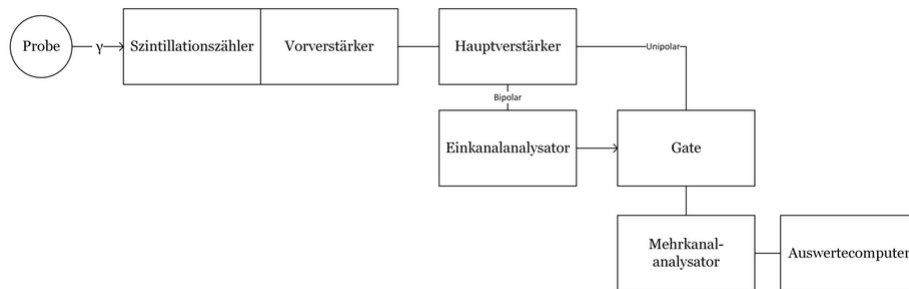 Probe
γ
Szintillationszähler
Vorverstärker
Hauptverstärker
Unipolar
Bipolar
Einkanalanalysator
Gate
Mehrkanal-
analysator
Auswertecomputer